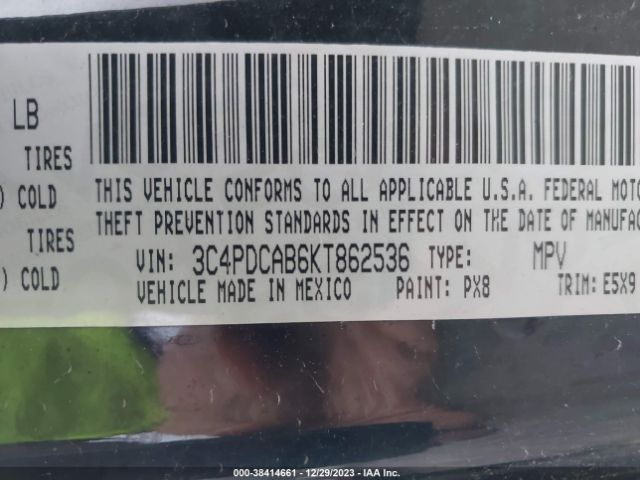 LB
TIRES
) COLD
TIRES
) COLD
THIS VEHICLE CONFORMS TO ALL APPLICABLE U.S.A. FEDERAL MOTO
THEFT PREVENTION STANDARDS IN EFFECT ON THE DATE OF MANUFAC
VIN: 3C4PDCAB6KT862536 TYPE: MPV
VEHICLE MADE IN MEXICO PAINT: PX8 TRIM: E5X9
000-38414661 - 12/29/2023 - IAA Inc.